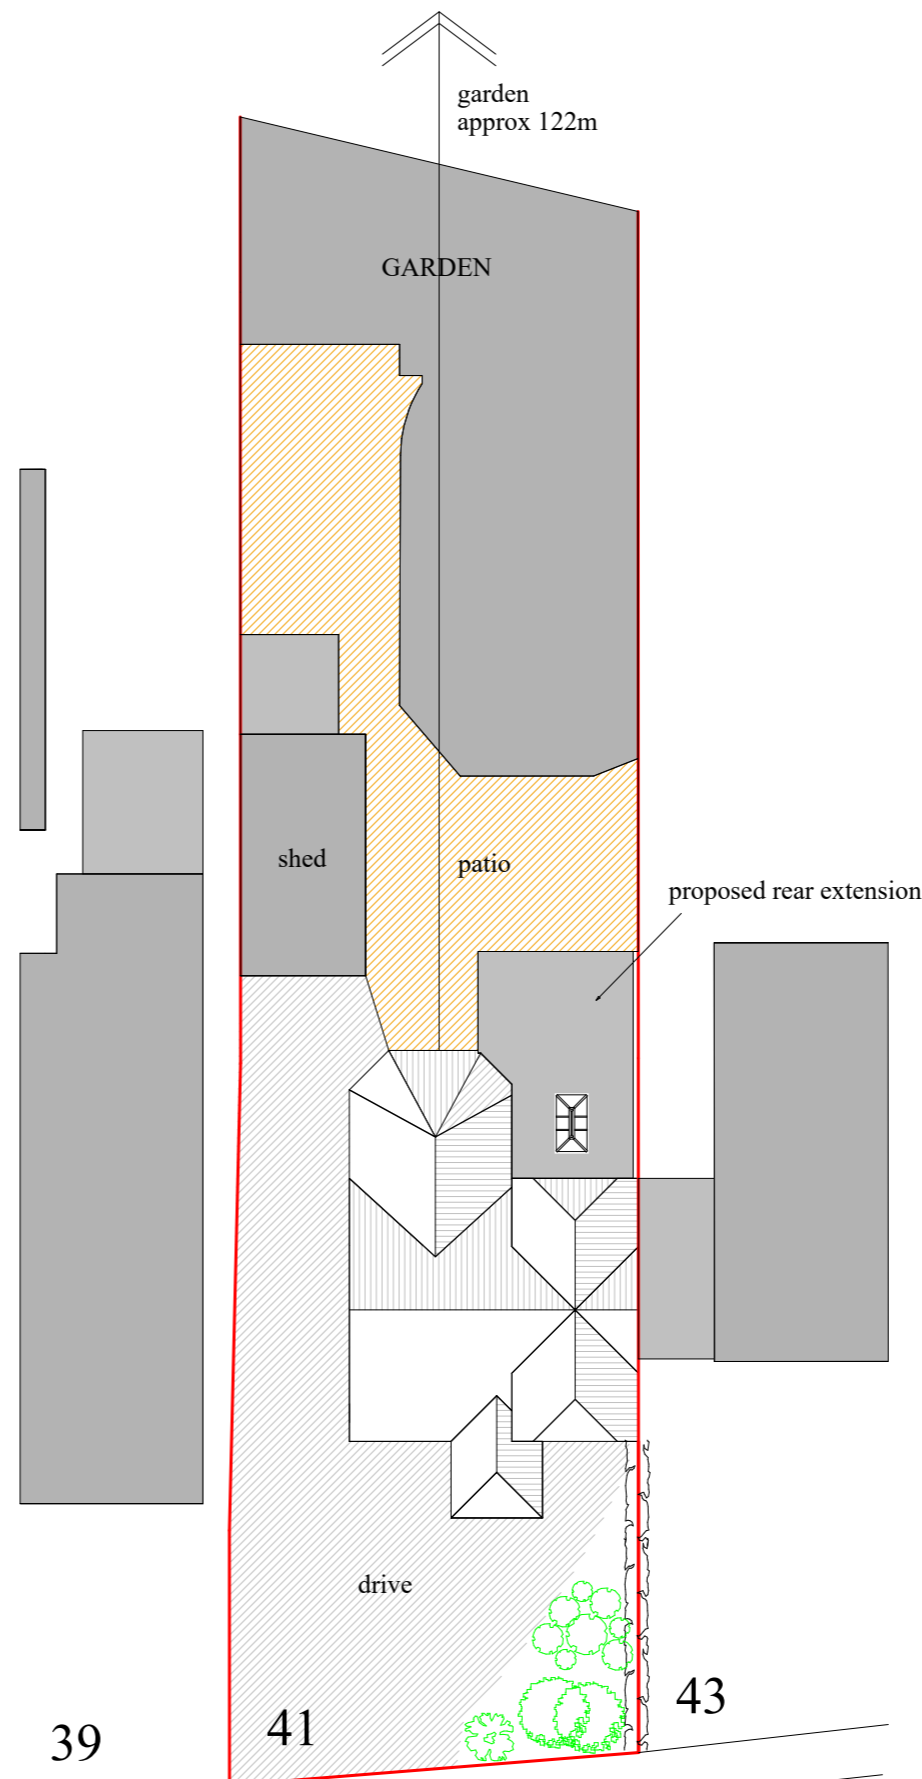 garden
approx 122m
GARDEN
shed
patio
proposed rear extension
drive
39
41
43